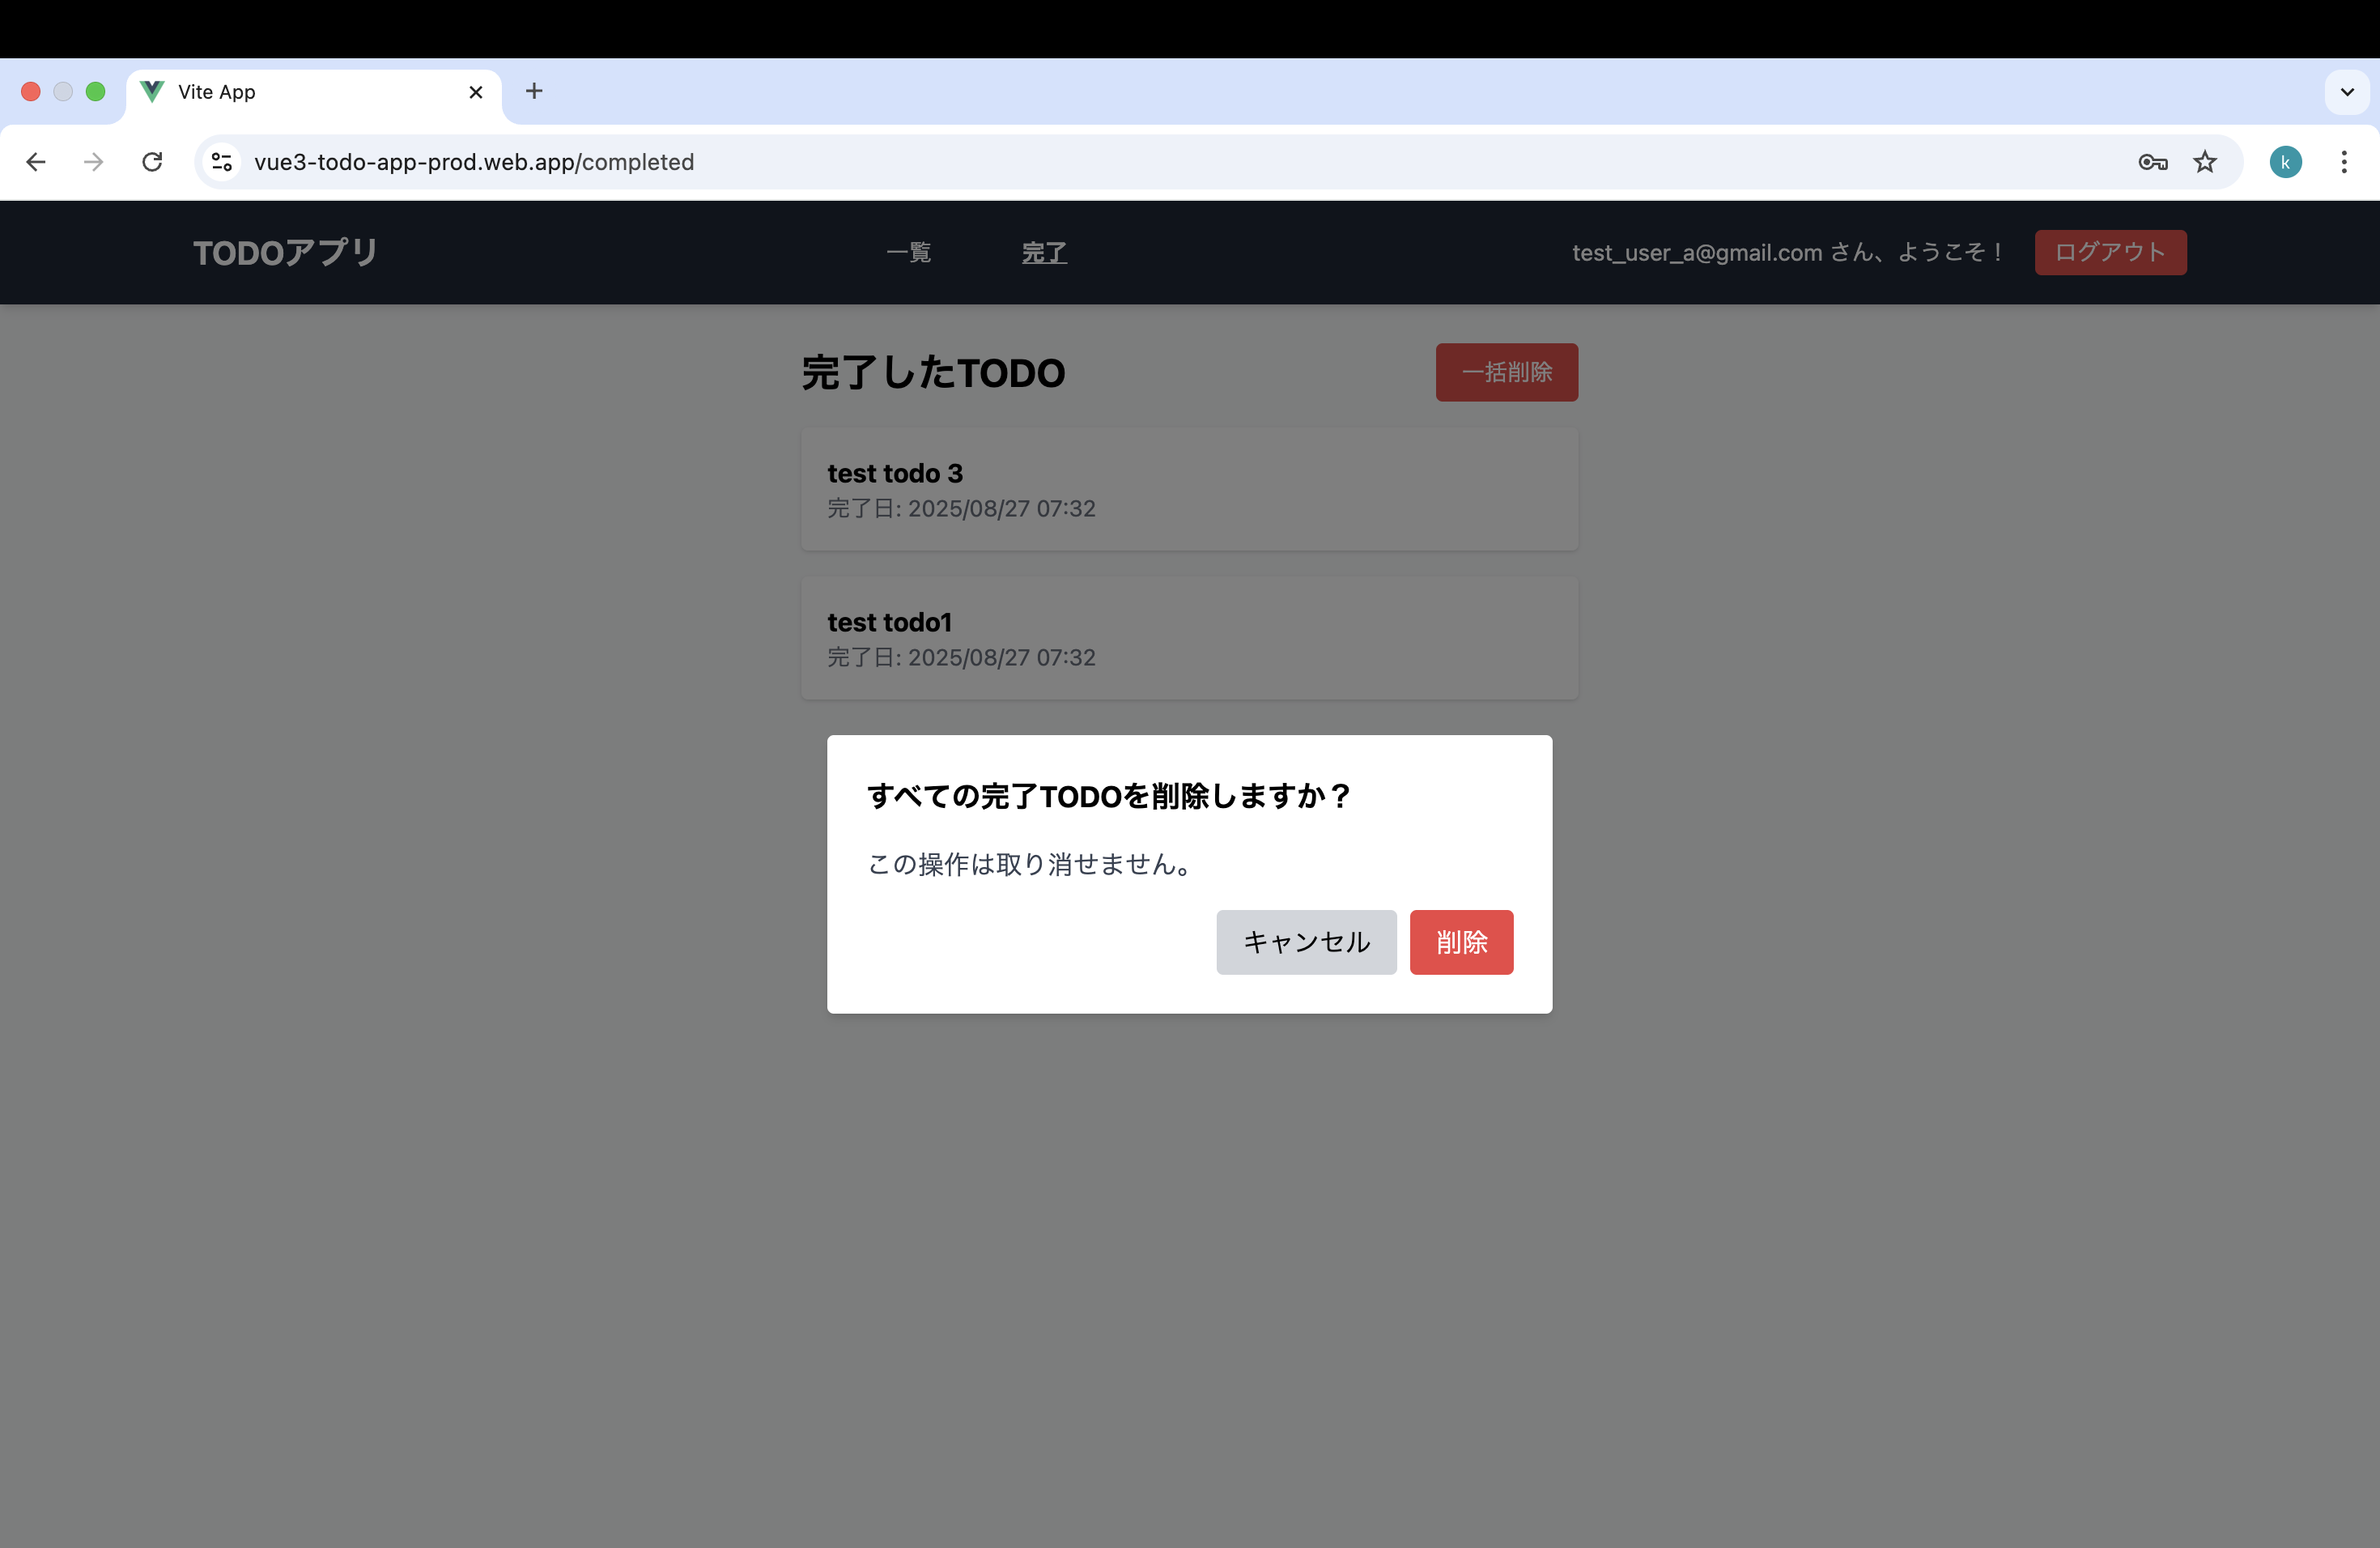 Vite App
vue3-todo-app-prod.web.app/completed
k
TODOアプリ
一覧
完了
test_user_a@gmail.com さん、ようこそ！
ログアウト
完了したTODO
一括削除
test todo 3
完了日: 2025/08/27 07:32
test todo1
完了日: 2025/08/27 07:32
すべての完了TODOを削除しますか？
この操作は取り消せません。
キャンセル
削除